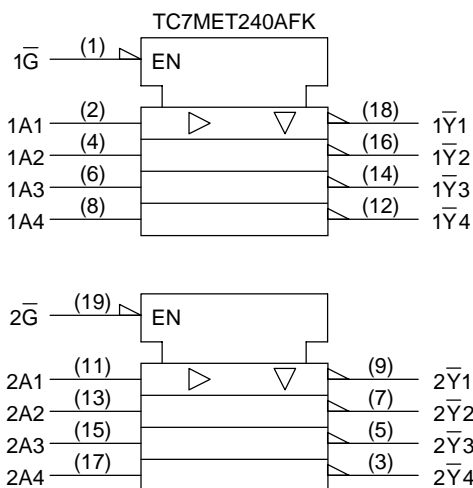 TC7MET240AFK
1G̅ (1) EN
1A1 (2) (18) 1Y̅1
1A2 (4) (16) 1Y̅2
1A3 (6) (14) 1Y̅3
1A4 (8) (12) 1Y̅4
2G̅ (19) EN
2A1 (11) (9) 2Y̅1
2A2 (13) (7) 2Y̅2
2A3 (15) (5) 2Y̅3
2A4 (17) (3) 2Y̅4